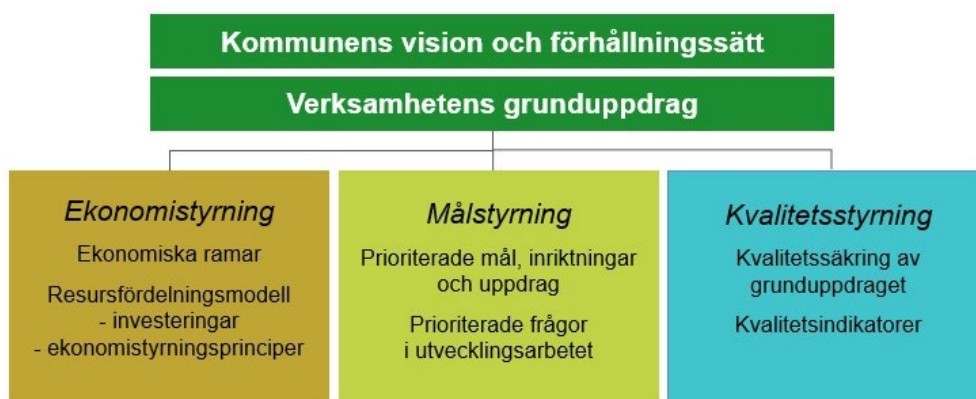 Kommunens vision och förhållningssätt
Verksamhetens grunduppdrag
Ekonomistyrning
Ekonomiska ramar
Resursfördelningsmodell
- investeringar
- ekonomistyrningsprinciper
Målstyrning
Prioriterade mål, inriktningar
och uppdrag
Prioriterade frågor
i utvecklingsarbetet
Kvalitetsstyrning
Kvalitetssäkring av
grunduppdraget
Kvalitetsindikatorer